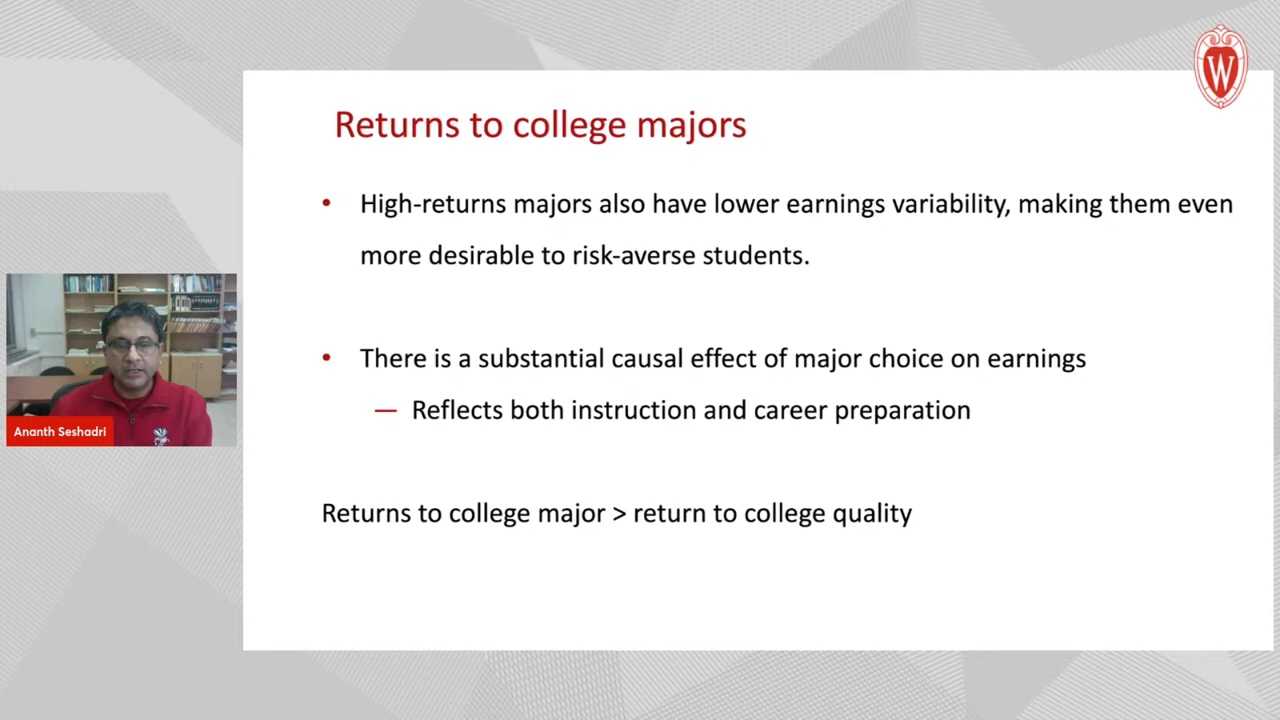 W
Returns to college majors
• High-returns majors also have lower earnings variability, making them even
more desirable to risk-averse students.
• There is a substantial causal effect of major choice on earnings
— Reflects both instruction and career preparation
Returns to college major > return to college quality
Ananth Seshadri